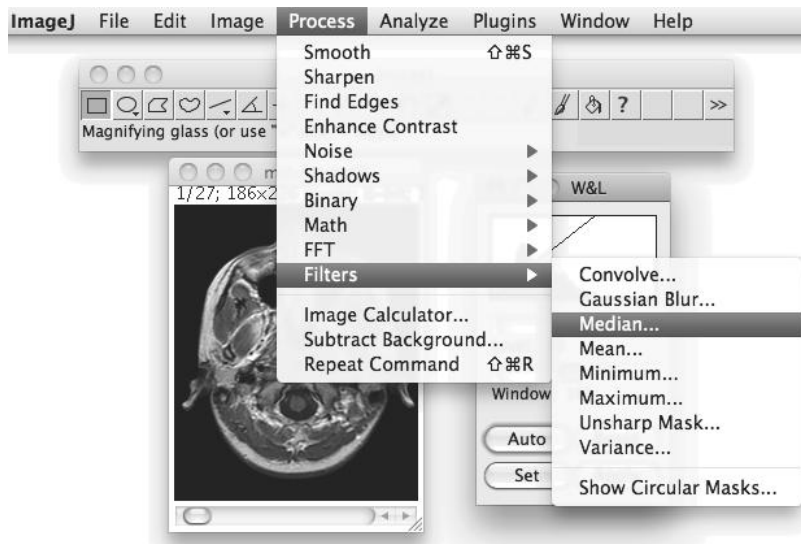 ImageJ File Edit Image Process Analyze Plugins Window Help
Smooth ⇧⌘S
Sharpen
Find Edges
Enhance Contrast
Noise
Shadows
Binary
Math
FFT
Filters
Image Calculator...
Subtract Background...
Repeat Command ⇧⌘R
? >>
Magnifying glass (or use "
1/27; 186x2
W&L
Convolve...
Gaussian Blur...
Median...
Mean...
Minimum...
Maximum...
Unsharp Mask...
Variance...
Show Circular Masks...
Window
Auto
Set